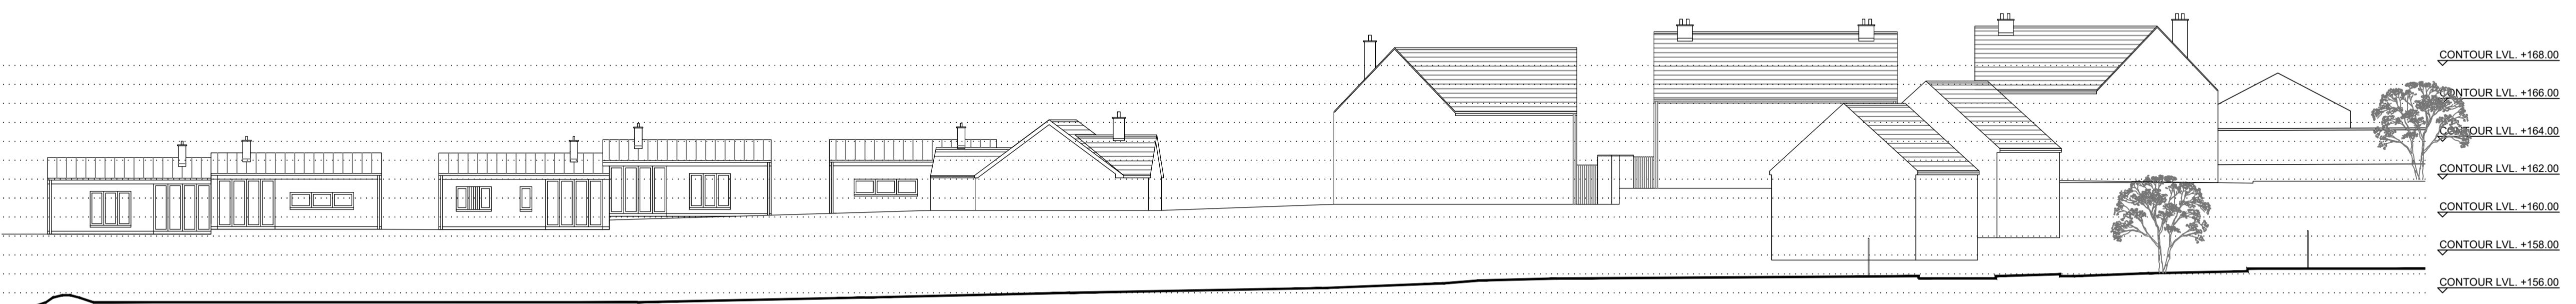 CONTOUR LVL. +168.00
CONTOUR LVL. +166.00
CONTOUR LVL. +164.00
CONTOUR LVL. +162.00
CONTOUR LVL. +160.00
CONTOUR LVL. +158.00
CONTOUR LVL. +156.00